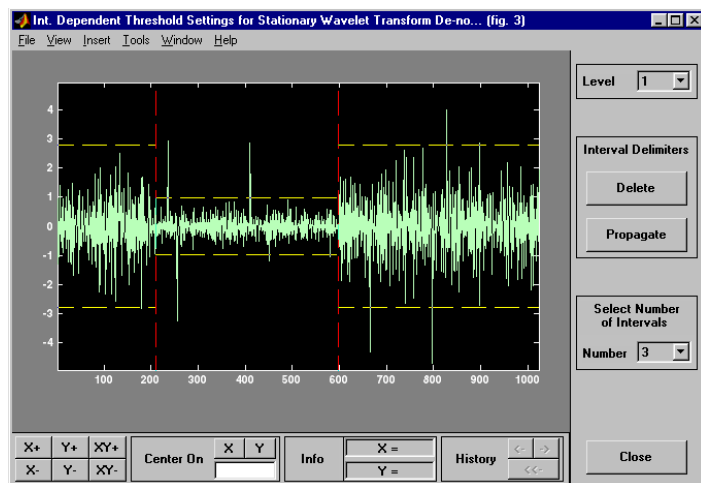 Int. Dependent Threshold Settings for Stationary Wavelet Transform De-no... (fig. 3)
File View Insert Tools Window Help
4
3
2
1
0
-1
-2
-3
-4
100 200 300 400 500 600 700 800 900 1000
Level 1
Interval Delimiters
Delete
Propagate
Select Number
of Intervals
Number 3
X+ Y+ XY+
X- Y- XY-
Center On X Y
Info X =
Y =
History <- ->
<<-
Close